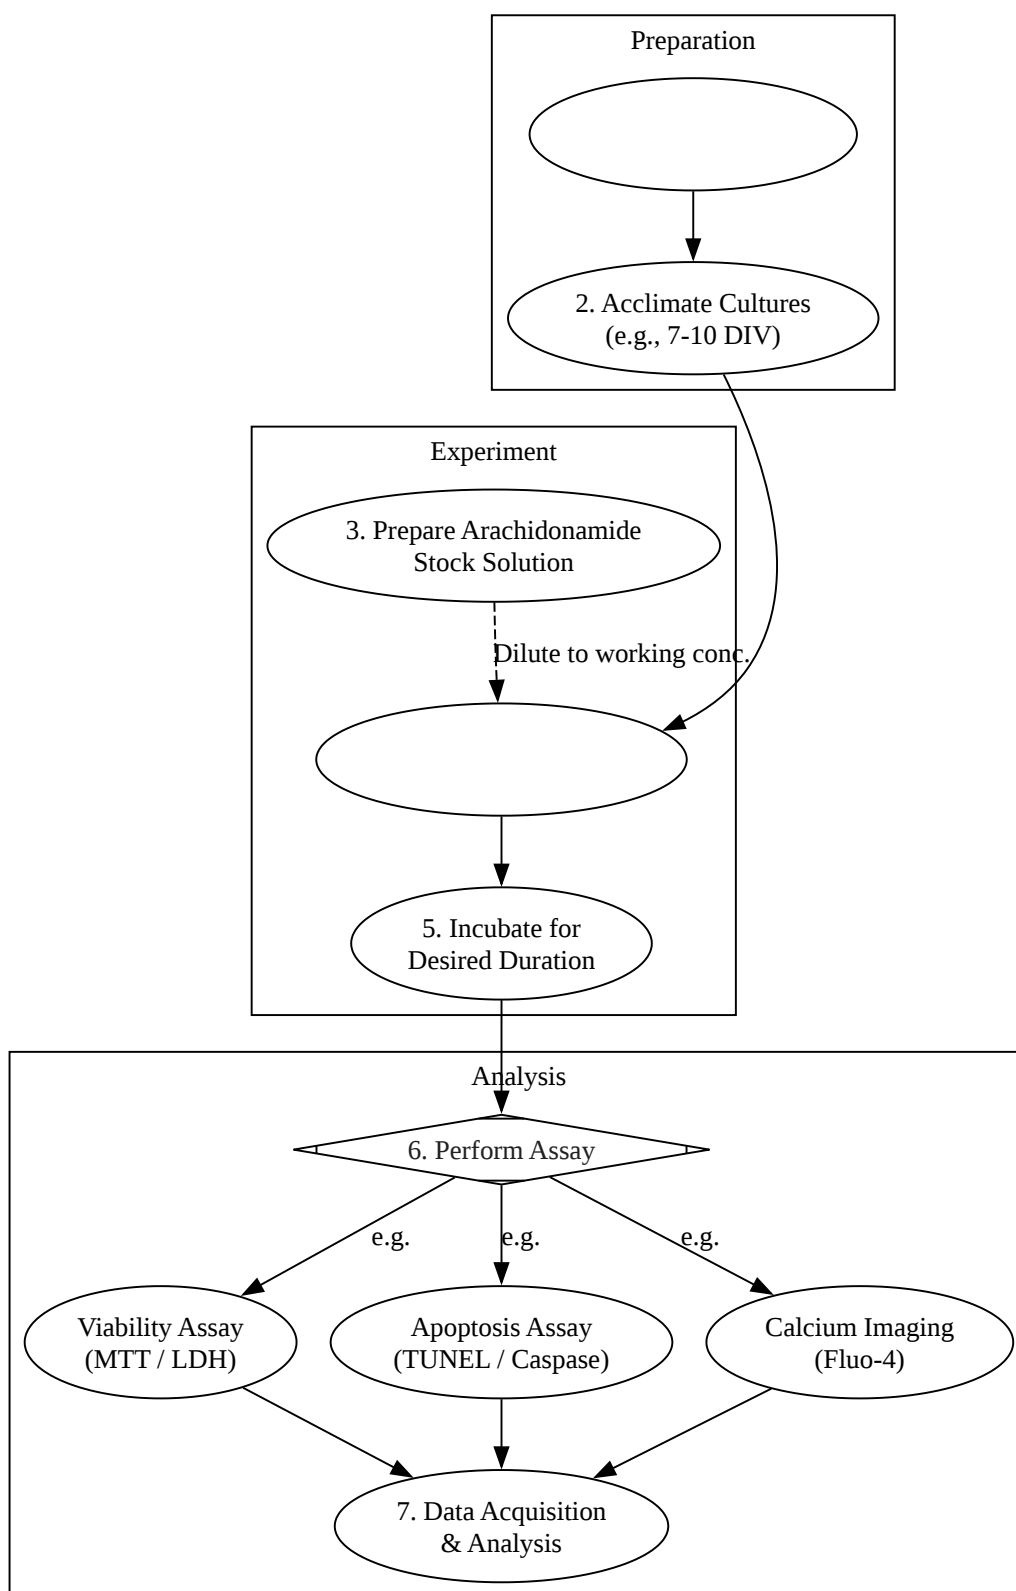 Preparation
2. Acclimate Cultures
(e.g., 7-10 DIV)
Experiment
3. Prepare Arachidonamide
Stock Solution
Dilute to working conc.
5. Incubate for
Desired Duration
Analysis
6. Perform Assay
e.g.
e.g.
e.g.
Viability Assay
(MTT / LDH)
Apoptosis Assay
(TUNEL / Caspase)
Calcium Imaging
(Fluo-4)
7. Data Acquisition
& Analysis